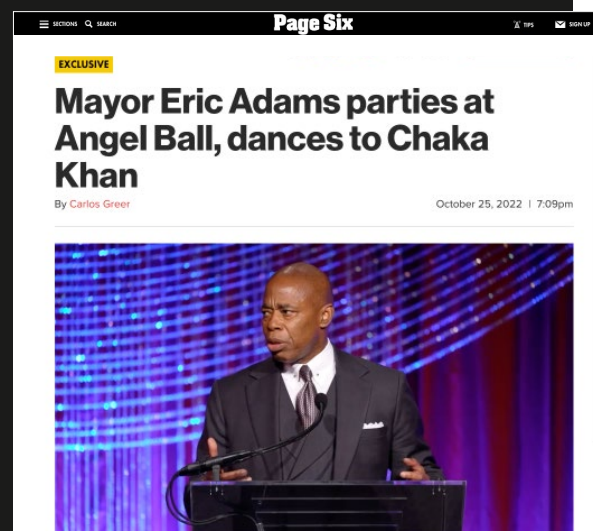 SECTIONS SEARCH Page Six TIPS SIGN UP
EXCLUSIVE
Mayor Eric Adams parties at
Angel Ball, dances to Chaka
Khan
By Carlos Greer October 25, 2022 | 7:09pm